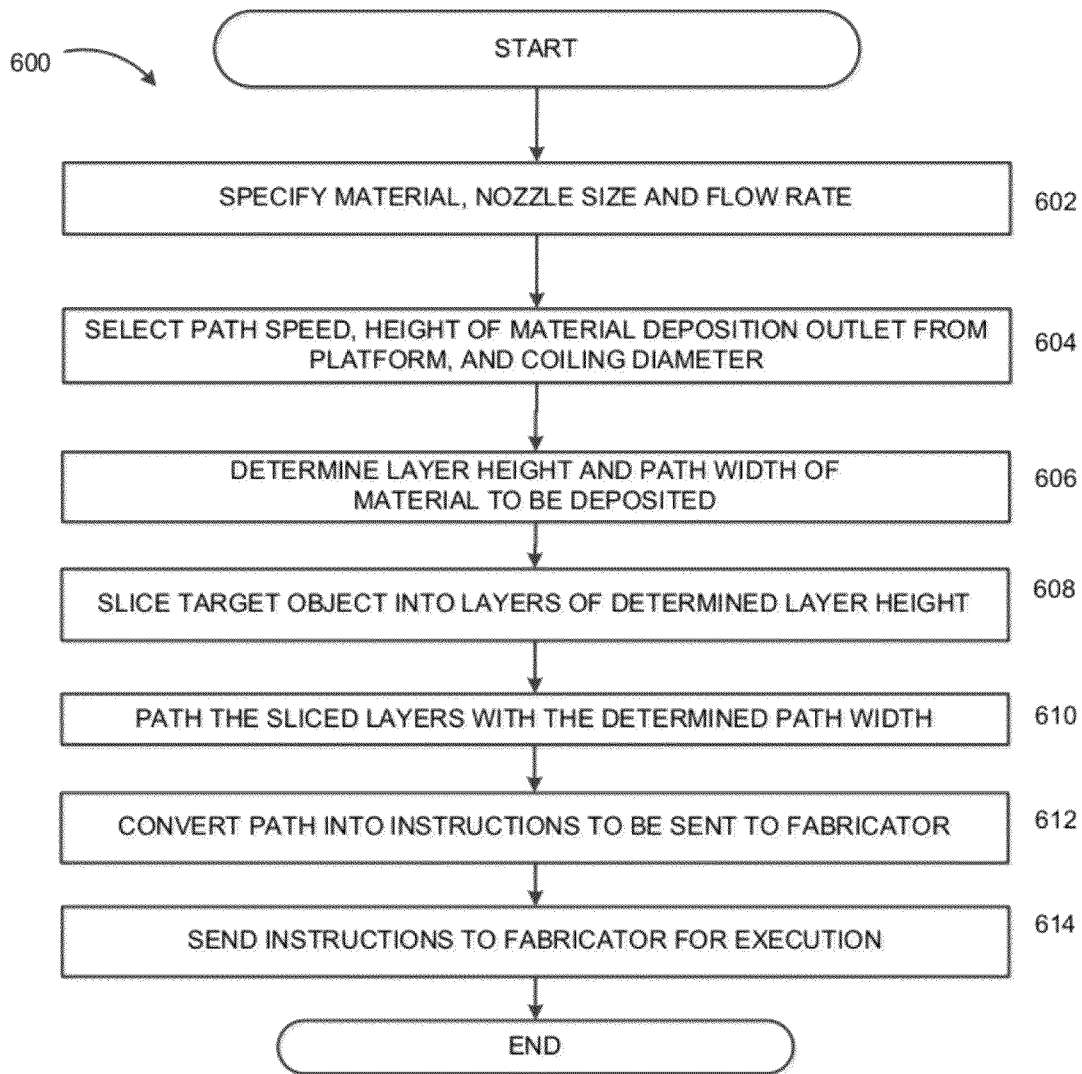 START
600
SPECIFY MATERIAL, NOZZLE SIZE AND FLOW RATE
602
SELECT PATH SPEED, HEIGHT OF MATERIAL DEPOSITION OUTLET FROM
PLATFORM, AND COILING DIAMETER
604
DETERMINE LAYER HEIGHT AND PATH WIDTH OF
MATERIAL TO BE DEPOSITED
606
SLICE TARGET OBJECT INTO LAYERS OF DETERMINED LAYER HEIGHT
608
PATH THE SLICED LAYERS WITH THE DETERMINED PATH WIDTH
610
CONVERT PATH INTO INSTRUCTIONS TO BE SENT TO FABRICATOR
612
SEND INSTRUCTIONS TO FABRICATOR FOR EXECUTION
614
END